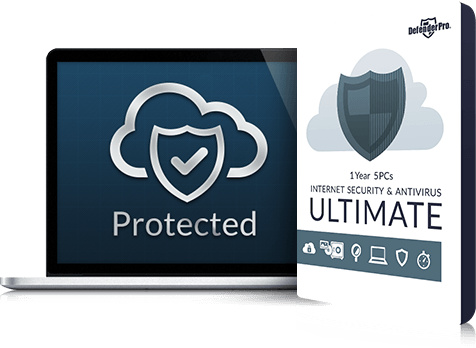 DefenderPro.
1Year 5PCs
INTERNET SECURITY & ANTIVIRUS
ULTIMATE
Protected